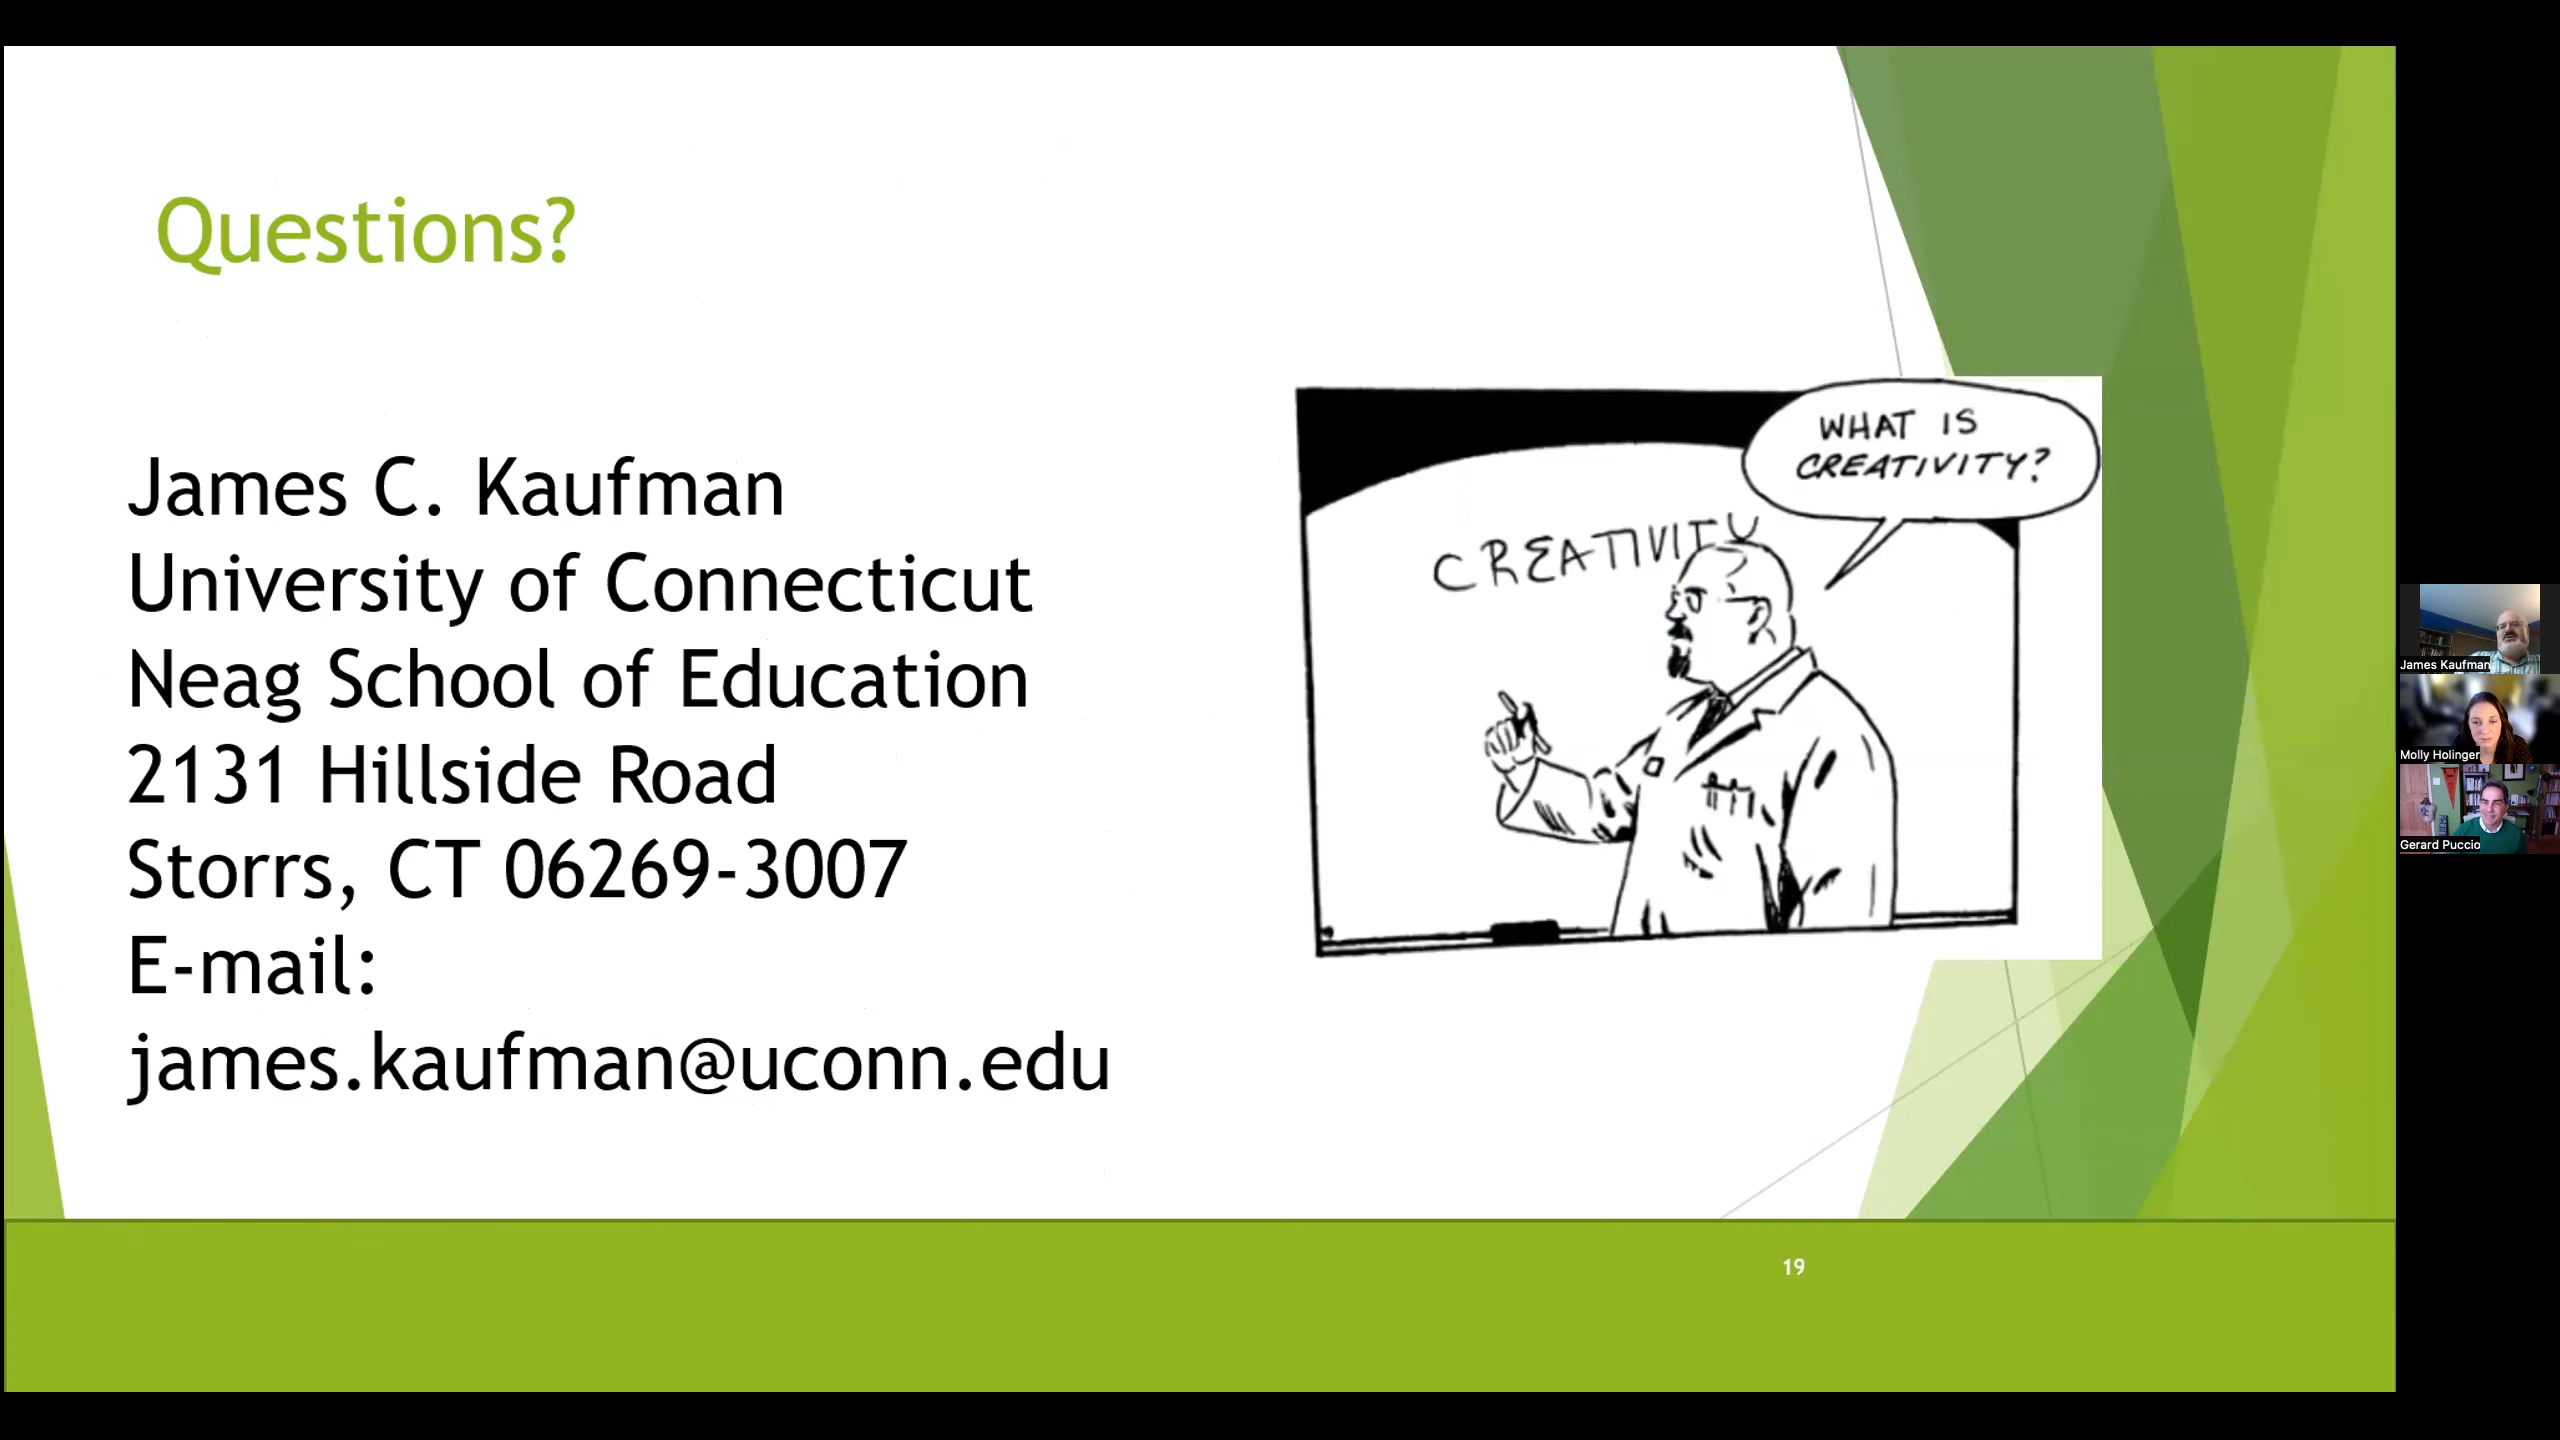 Questions?
James C. Kaufman
University of Connecticut
Neag School of Education
2131 Hillside Road
Storrs, CT 06269-3007
E-mail:
james.kaufman@uconn.edu
WHAT IS
CREATIVITY?
CREATIVITY
James Kaufman
Molly Holinger
Gerard Puccio
19